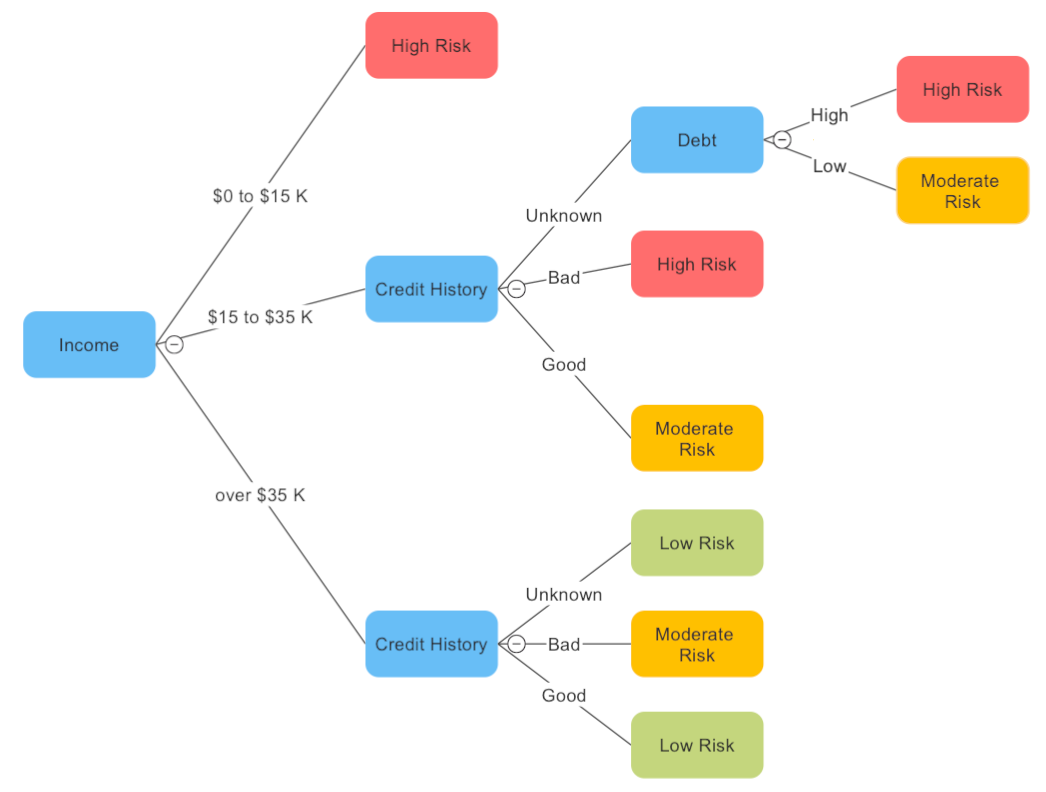 High Risk
High Risk
High
Debt
Low
Moderate
Risk
$0 to $15 K
Unknown
High Risk
Bad
Credit History
$15 to $35 K
Income
Good
Moderate
Risk
over $35 K
Low Risk
Unknown
Credit History
Bad
Moderate
Risk
Good
Low Risk